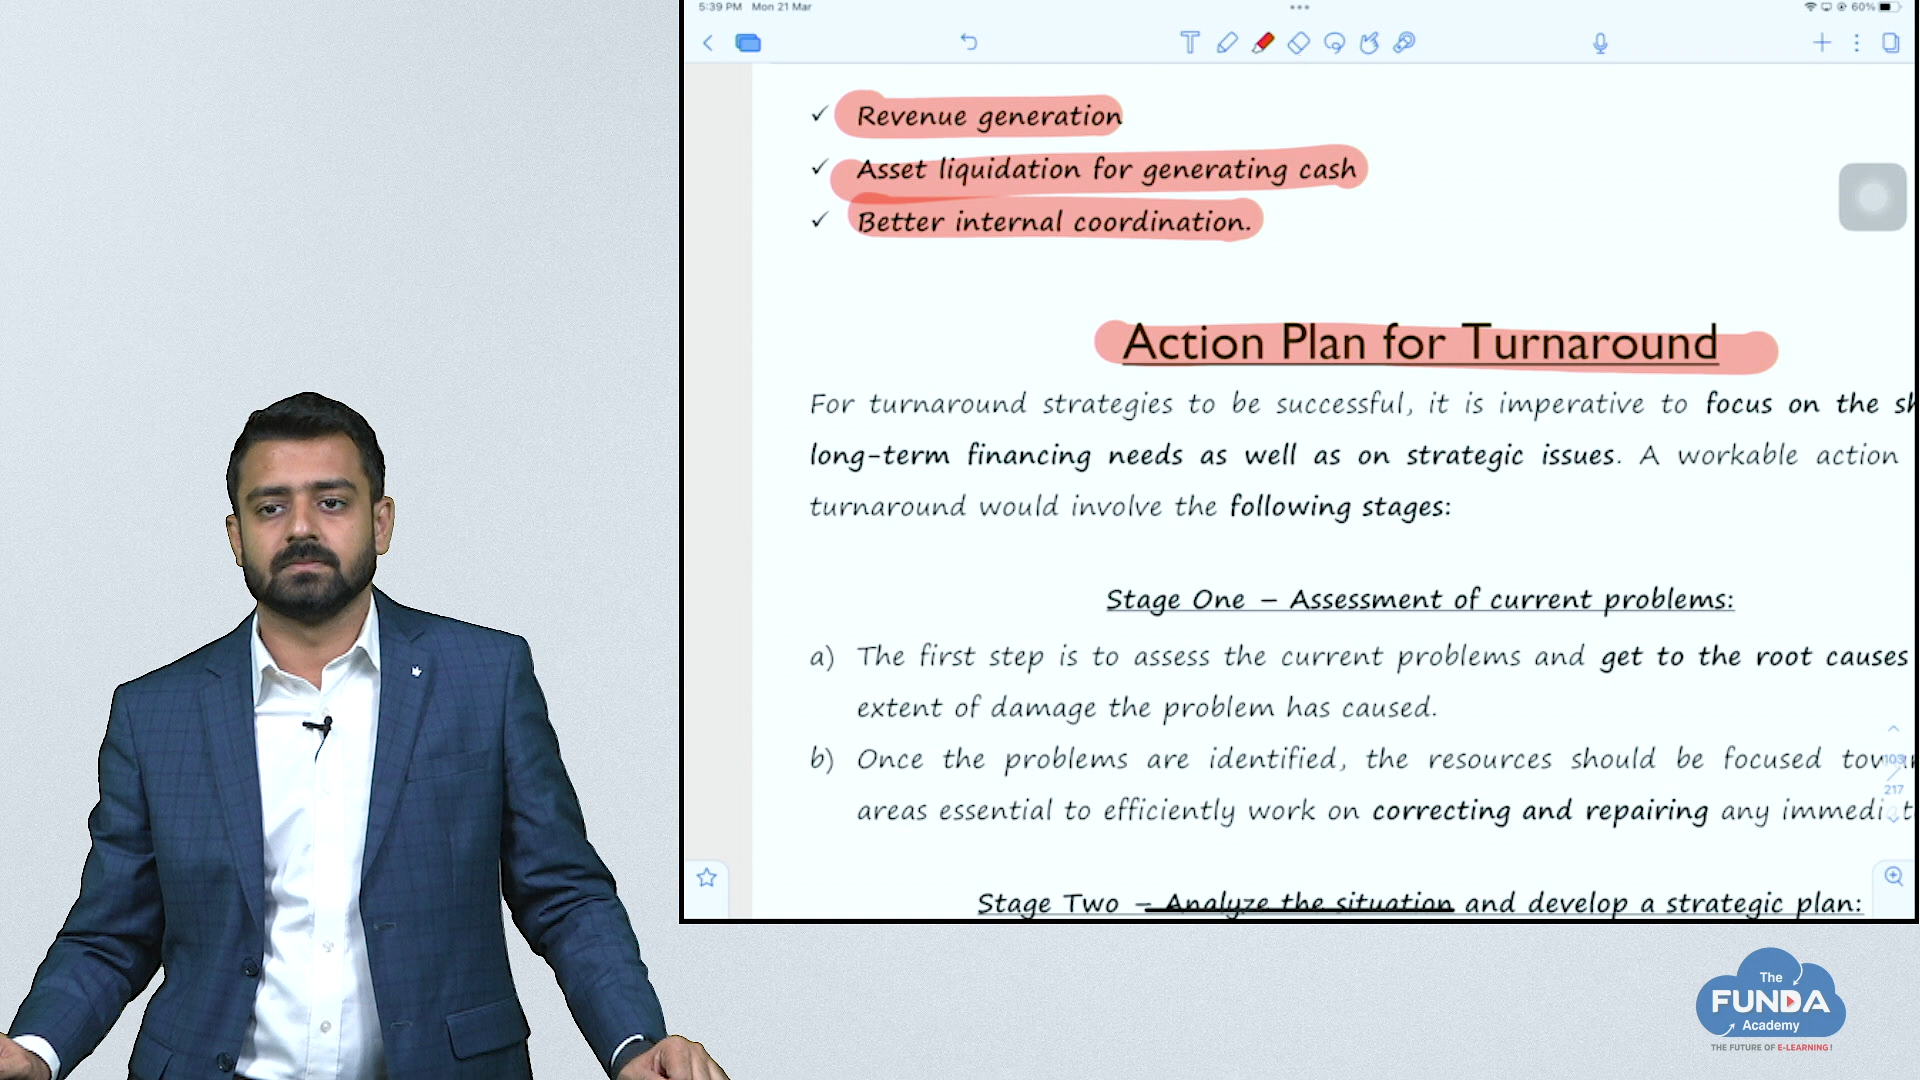 5:39 PM Mon 21 Mar
60%
✓ Revenue generation
✓ Asset liquidation for generating cash
✓ Better internal coordination.
Action Plan for Turnaround
For turnaround strategies to be successful, it is imperative to focus on the
long-term financing needs as well as on strategic issues. A workable action
turnaround would involve the following stages:
Stage One – Assessment of current problems:
a) The first step is to assess the current problems and get to the root causes
extent of damage the problem has caused.
b) Once the problems are identified, the resources should be focused
areas essential to efficiently work on correcting and repairing any
103
217
Stage Two – Analyze the situation and develop a strategic plan:
The
FUNDA
Academy
THE FUTURE OF E-LEARNING!